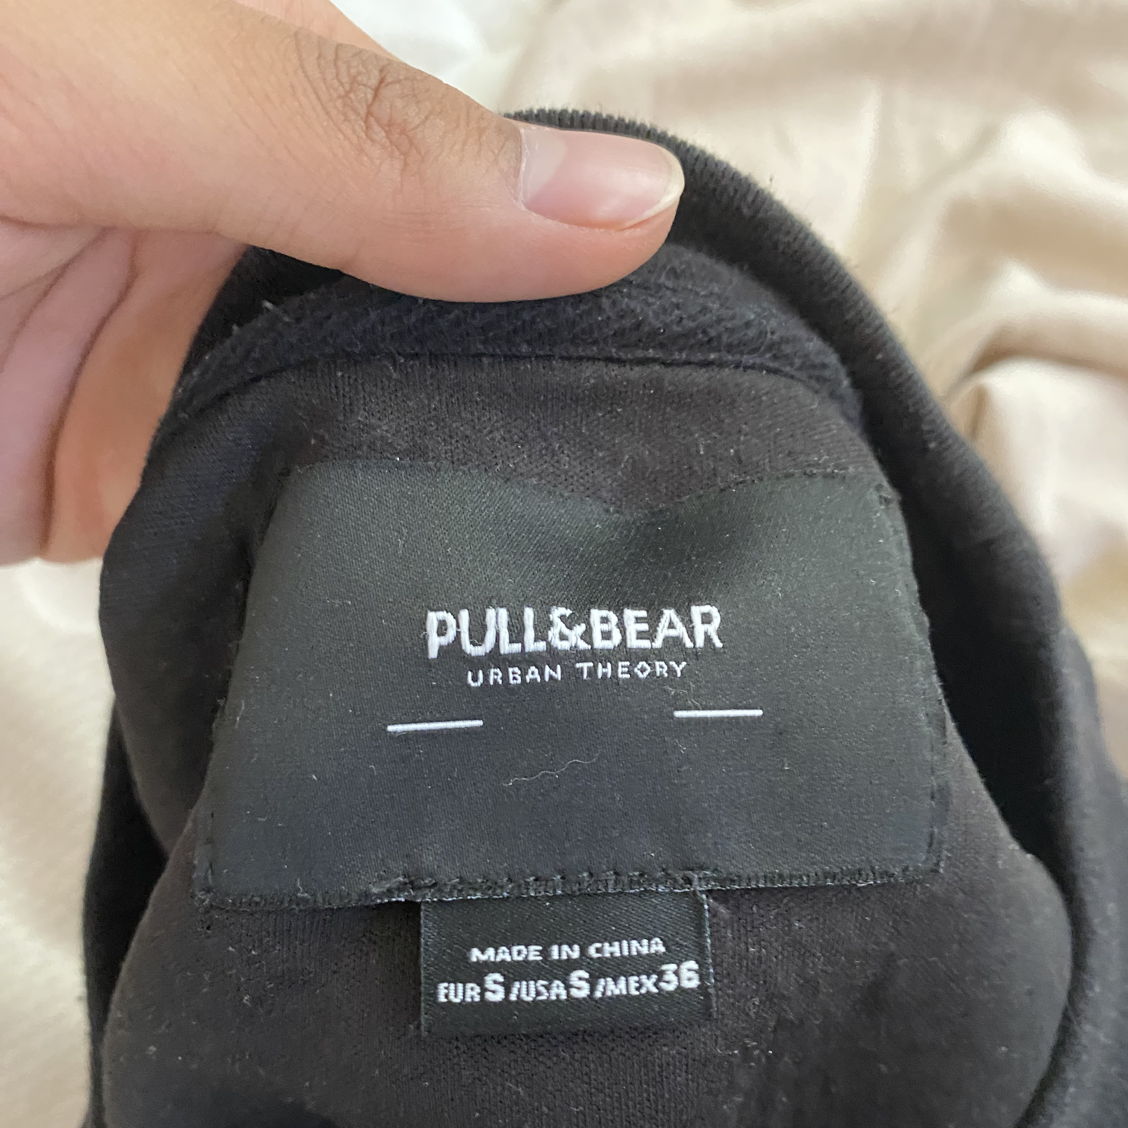 PULL&BEAR
URBAN THEORY
MADE IN CHINA
EUR S /USA S /MEX 36